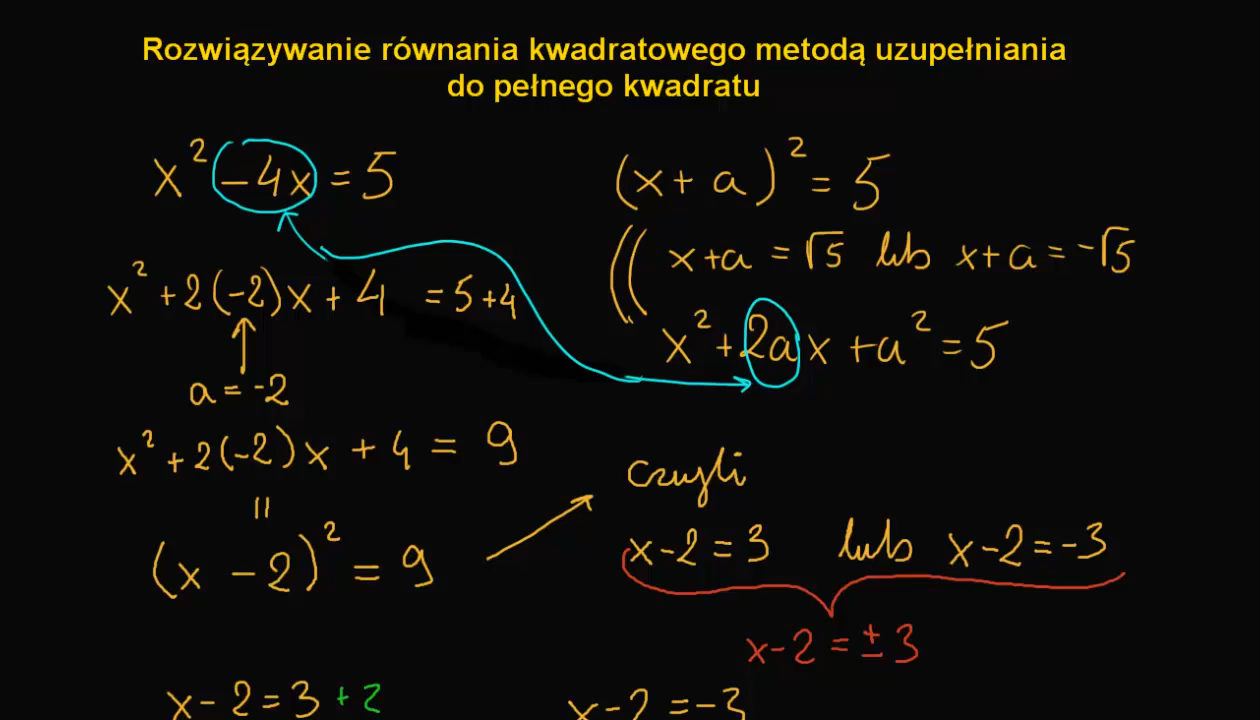 Rozwiązywanie równania kwadratowego metodą uzupełniania
do pełnego kwadratu
x² -4x = 5
x² + 2(-2)x + 4 = 5+4
a = -2
x² + 2(-2)x + 4 = 9
=
(x - 2)² = 9
x - 2 = 3 + 2
(x + a)² = 5
x+a = √5 lub x+a = -√5
x² + 2a x + a² = 5
czyli
x-2 = 3 lub x-2 = -3
x-2 = ± 3
x-2 = -3